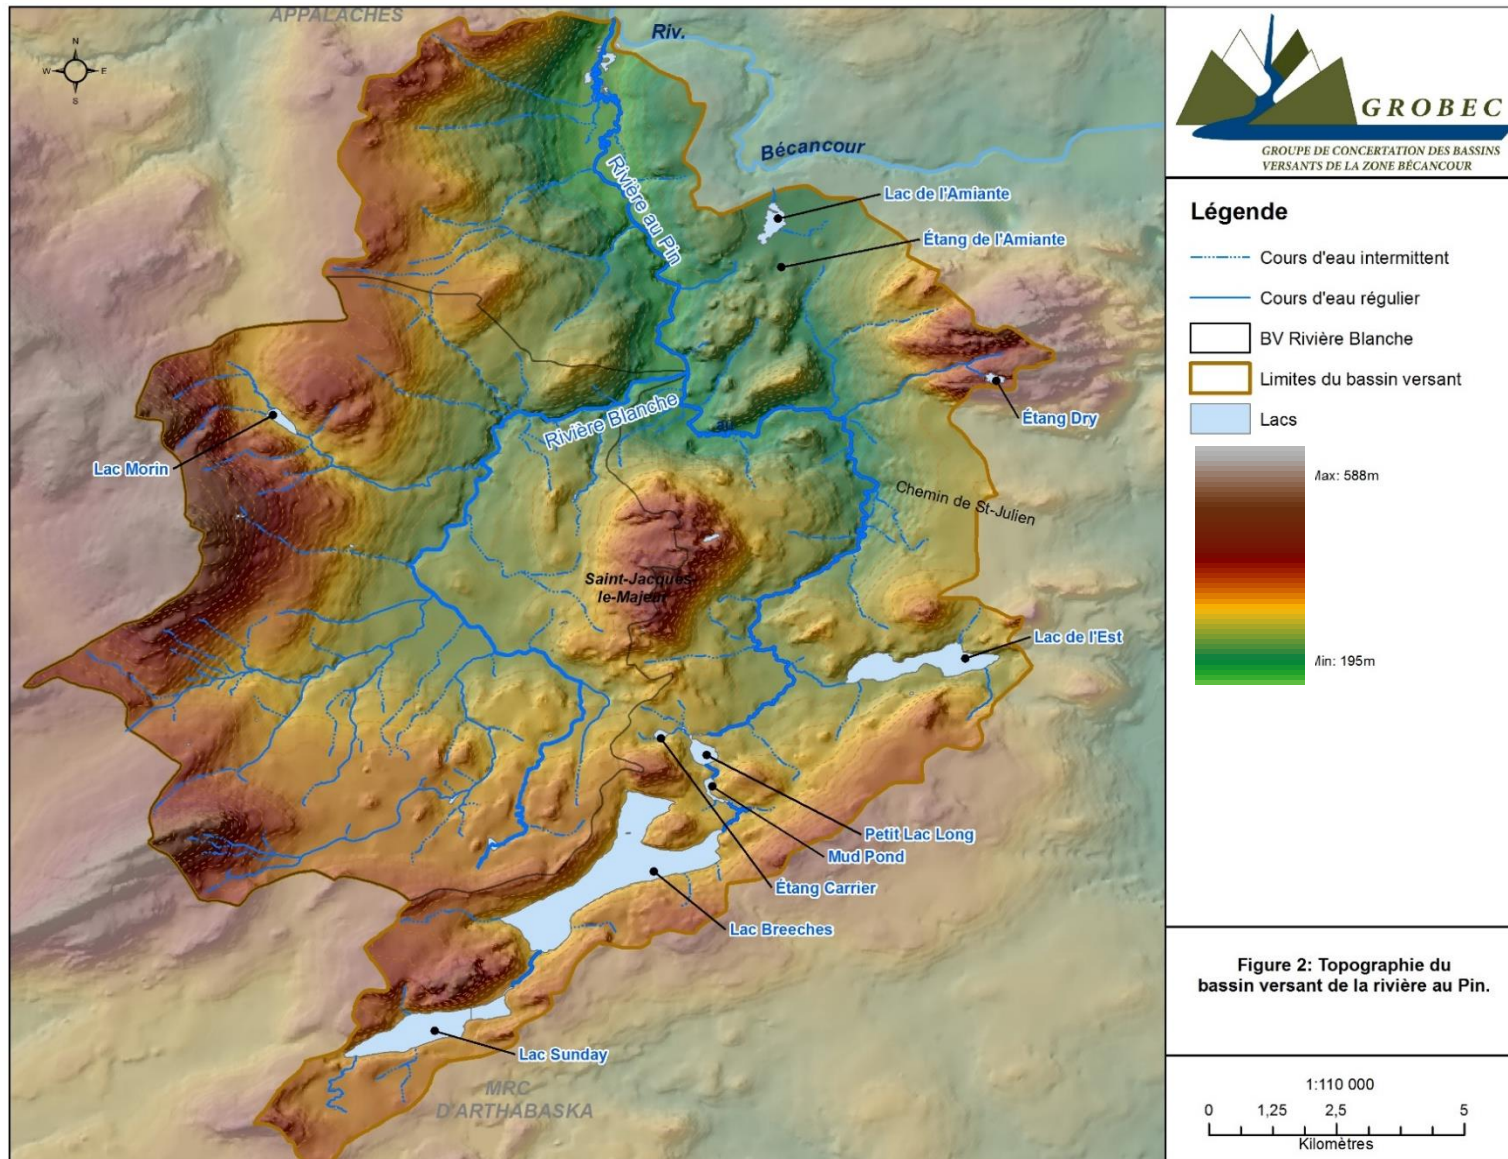 APPALACHES
N
W E
S
Riv.
Bécancour
Rivière au Pin
Lac de l'Amiante
Étang de l'Amiante
Étang Dry
Rivière Blanche
au
Lac Morin
Chemin de St-Julien
Saint-Jacques-
le-Majeur
Lac de l'Est
Petit Lac Long
Mud Pond
Étang Carrier
Lac Breeches
Lac Sunday
MRC
D'ARTHABASKA
GROBEC
GROUPE DE CONCERTATION DES BASSINS
VERSANTS DE LA ZONE BÉCANCOUR
Légende
Cours d'eau intermittent
Cours d'eau régulier
BV Rivière Blanche
Limites du bassin versant
Lacs
Max: 588m
Min: 195m
Figure 2: Topographie du
bassin versant de la rivière au Pin.
1:110 000
0 1,25 2,5 5
Kilomètres